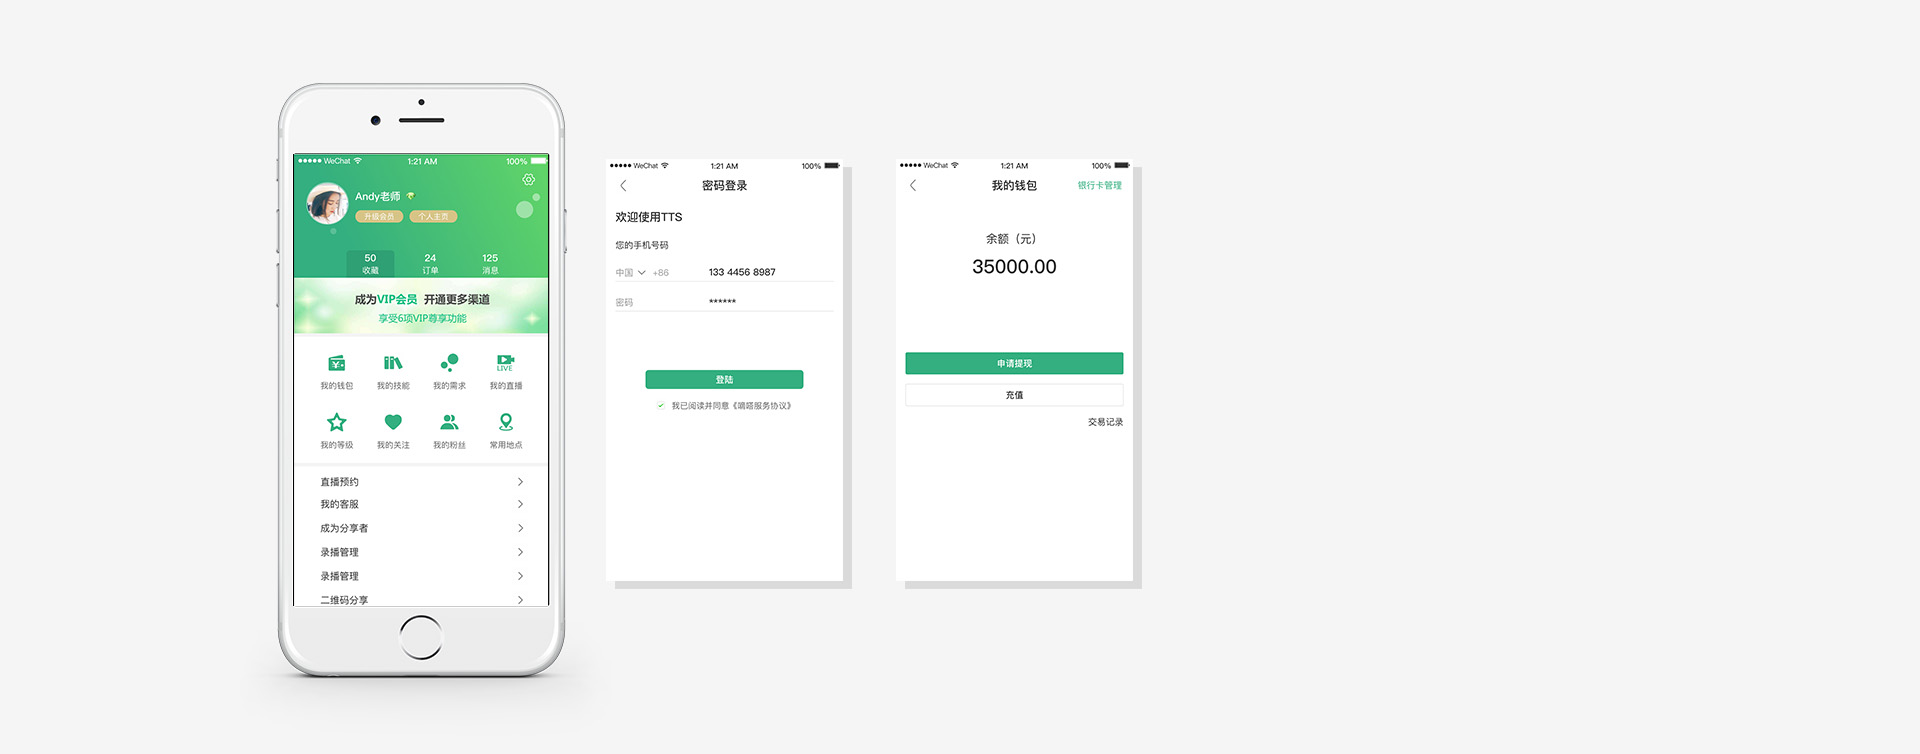 WeChat 1:21 AM 100%
Andy老师
升级会员 个人主页
50 24 125
收藏 订单 消息
成为VIP会员 开通更多渠道
享受6项VIP尊享功能
LIVE
我的钱包 我的技能 我的需求 我的直播
我的等级 我的关注 我的粉丝 常用地点
直播预约
我的客服
成为分享者
录播管理
录播管理
二维码分享
WeChat 1:21 AM 100%
密码登录
欢迎使用TTS
您的手机号码
中国 +86 133 4456 8987
密码 ******
登陆
我已阅读并同意《嘀嗒服务协议》
WeChat 1:21 AM 100%
我的钱包 银行卡管理
余额（元）
35000.00
申请提现
充值
交易记录